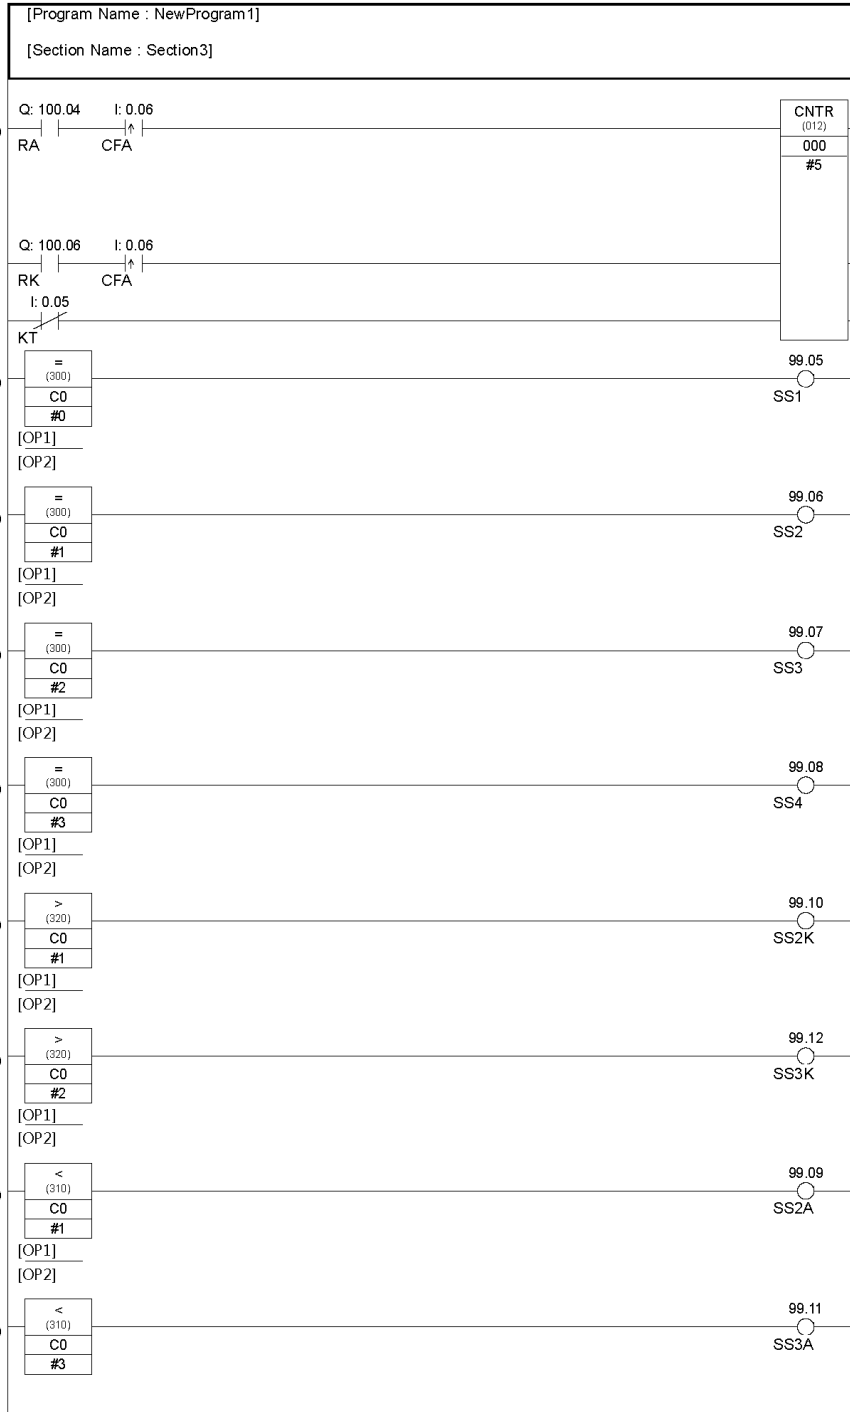 [Program Name : NewProgram1]
[Section Name : Section3]
Q: 100.04 I: 0.06
RA CFA
CNTR
(012)
000
#5
Q: 100.06 I: 0.06
RK CFA
I: 0.05
KT
=
(300)
C0
#0
[OP1]
[OP2]
99.05
SS1
=
(300)
C0
#1
[OP1]
[OP2]
99.06
SS2
=
(300)
C0
#2
[OP1]
[OP2]
99.07
SS3
=
(300)
C0
#3
[OP1]
[OP2]
99.08
SS4
>
(320)
C0
#1
[OP1]
[OP2]
99.10
SS2K
>
(320)
C0
#2
[OP1]
[OP2]
99.12
SS3K
<
(310)
C0
#1
[OP1]
[OP2]
99.09
SS2A
<
(310)
C0
#3
99.11
SS3A